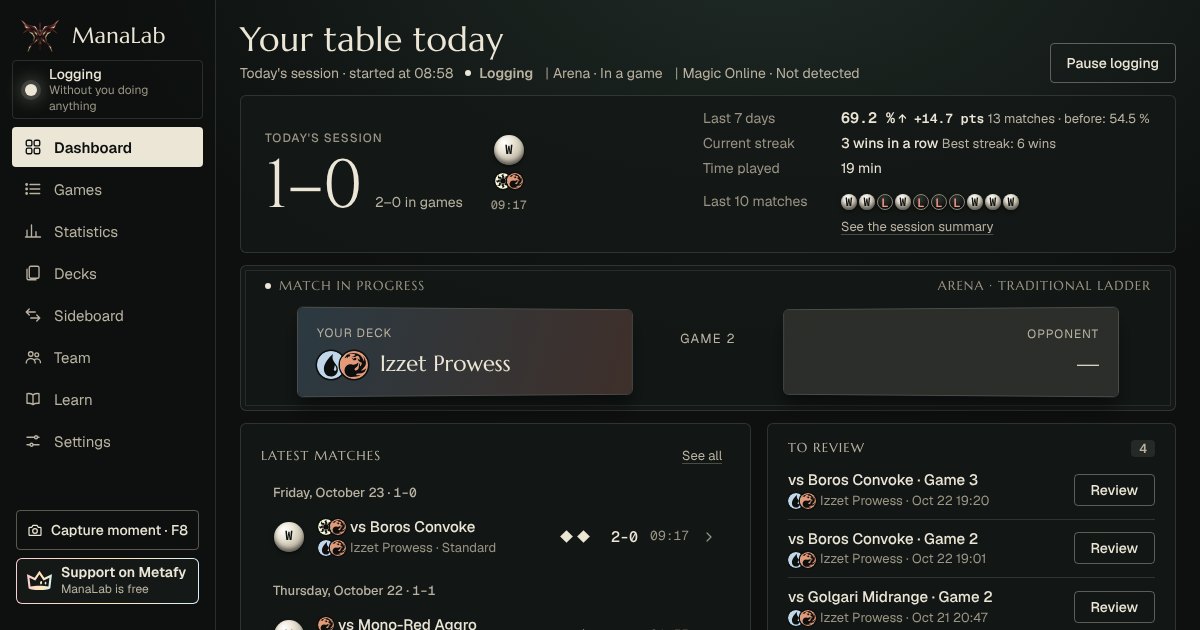 ManaLab
Logging
Without you doing
anything
Dashboard
Games
Statistics
Decks
Sideboard
Team
Learn
Settings
Capture moment · F8
Support on Metafy
ManaLab is free
Your table today
Today's session · started at 08:58 • Logging | Arena · In a game | Magic Online · Not detected
Pause logging
TODAY'S SESSION
1–0 2–0 in games
W
09:17
Last 7 days 69.2 %↑ +14.7 pts 13 matches · before: 54.5 %
Current streak 3 wins in a row Best streak: 6 wins
Time played 19 min
Last 10 matches W W L W L L L W W W
See the session summary
• MATCH IN PROGRESS
ARENA · TRADITIONAL LADDER
YOUR DECK
Izzet Prowess
GAME 2
OPPONENT
—
LATEST MATCHES
See all
Friday, October 23 · 1–0
W vs Boros Convoke
Izzet Prowess · Standard
2–0 09:17
Thursday, October 22 · 1–1
vs Mono-Red Aggro
TO REVIEW
4
vs Boros Convoke · Game 3
Izzet Prowess · Oct 22 19:20
Review
vs Boros Convoke · Game 2
Izzet Prowess · Oct 22 19:01
Review
vs Golgari Midrange · Game 2
Izzet Prowess · Oct 21 20:47
Review